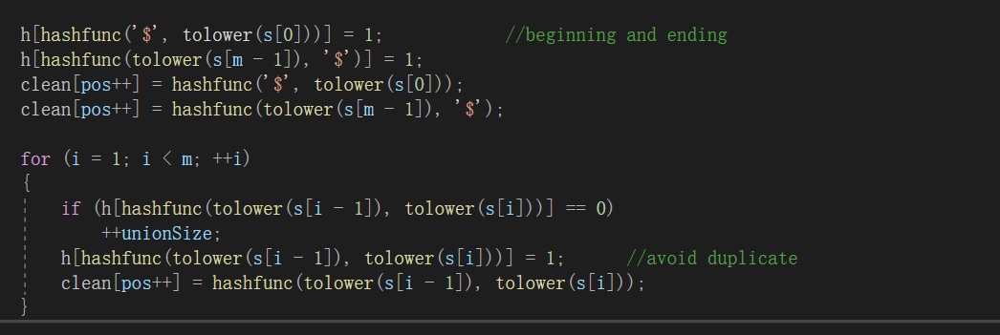 h[hashfunc('$', tolower(s[0]))] = 1; //beginning and ending
h[hashfunc(tolower(s[m - 1]), '$')] = 1;
clean[pos++] = hashfunc('$', tolower(s[0]));
clean[pos++] = hashfunc(tolower(s[m - 1]), '$');
for (i = 1; i < m; ++i)
{
if (h[hashfunc(tolower(s[i - 1]), tolower(s[i]))] == 0)
++unionSize;
h[hashfunc(tolower(s[i - 1]), tolower(s[i]))] = 1; //avoid duplicate
clean[pos++] = hashfunc(tolower(s[i - 1]), tolower(s[i]));
}